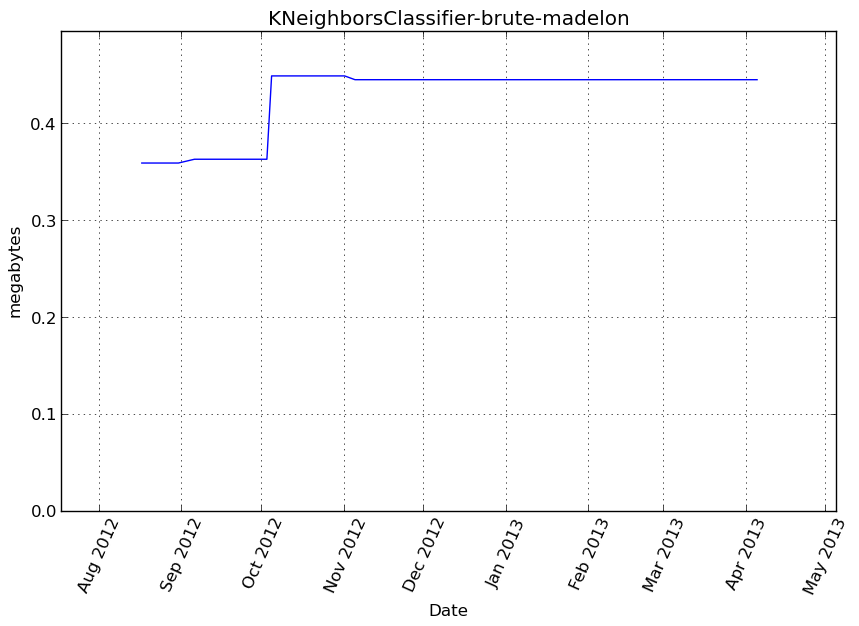 KNeighborsClassifier-brute-madelon
megabytes
0.4
0.3
0.2
0.1
0.0
Aug 2012
Sep 2012
Oct 2012
Nov 2012
Dec 2012
Jan 2013
Feb 2013
Mar 2013
Apr 2013
May 2013
Date